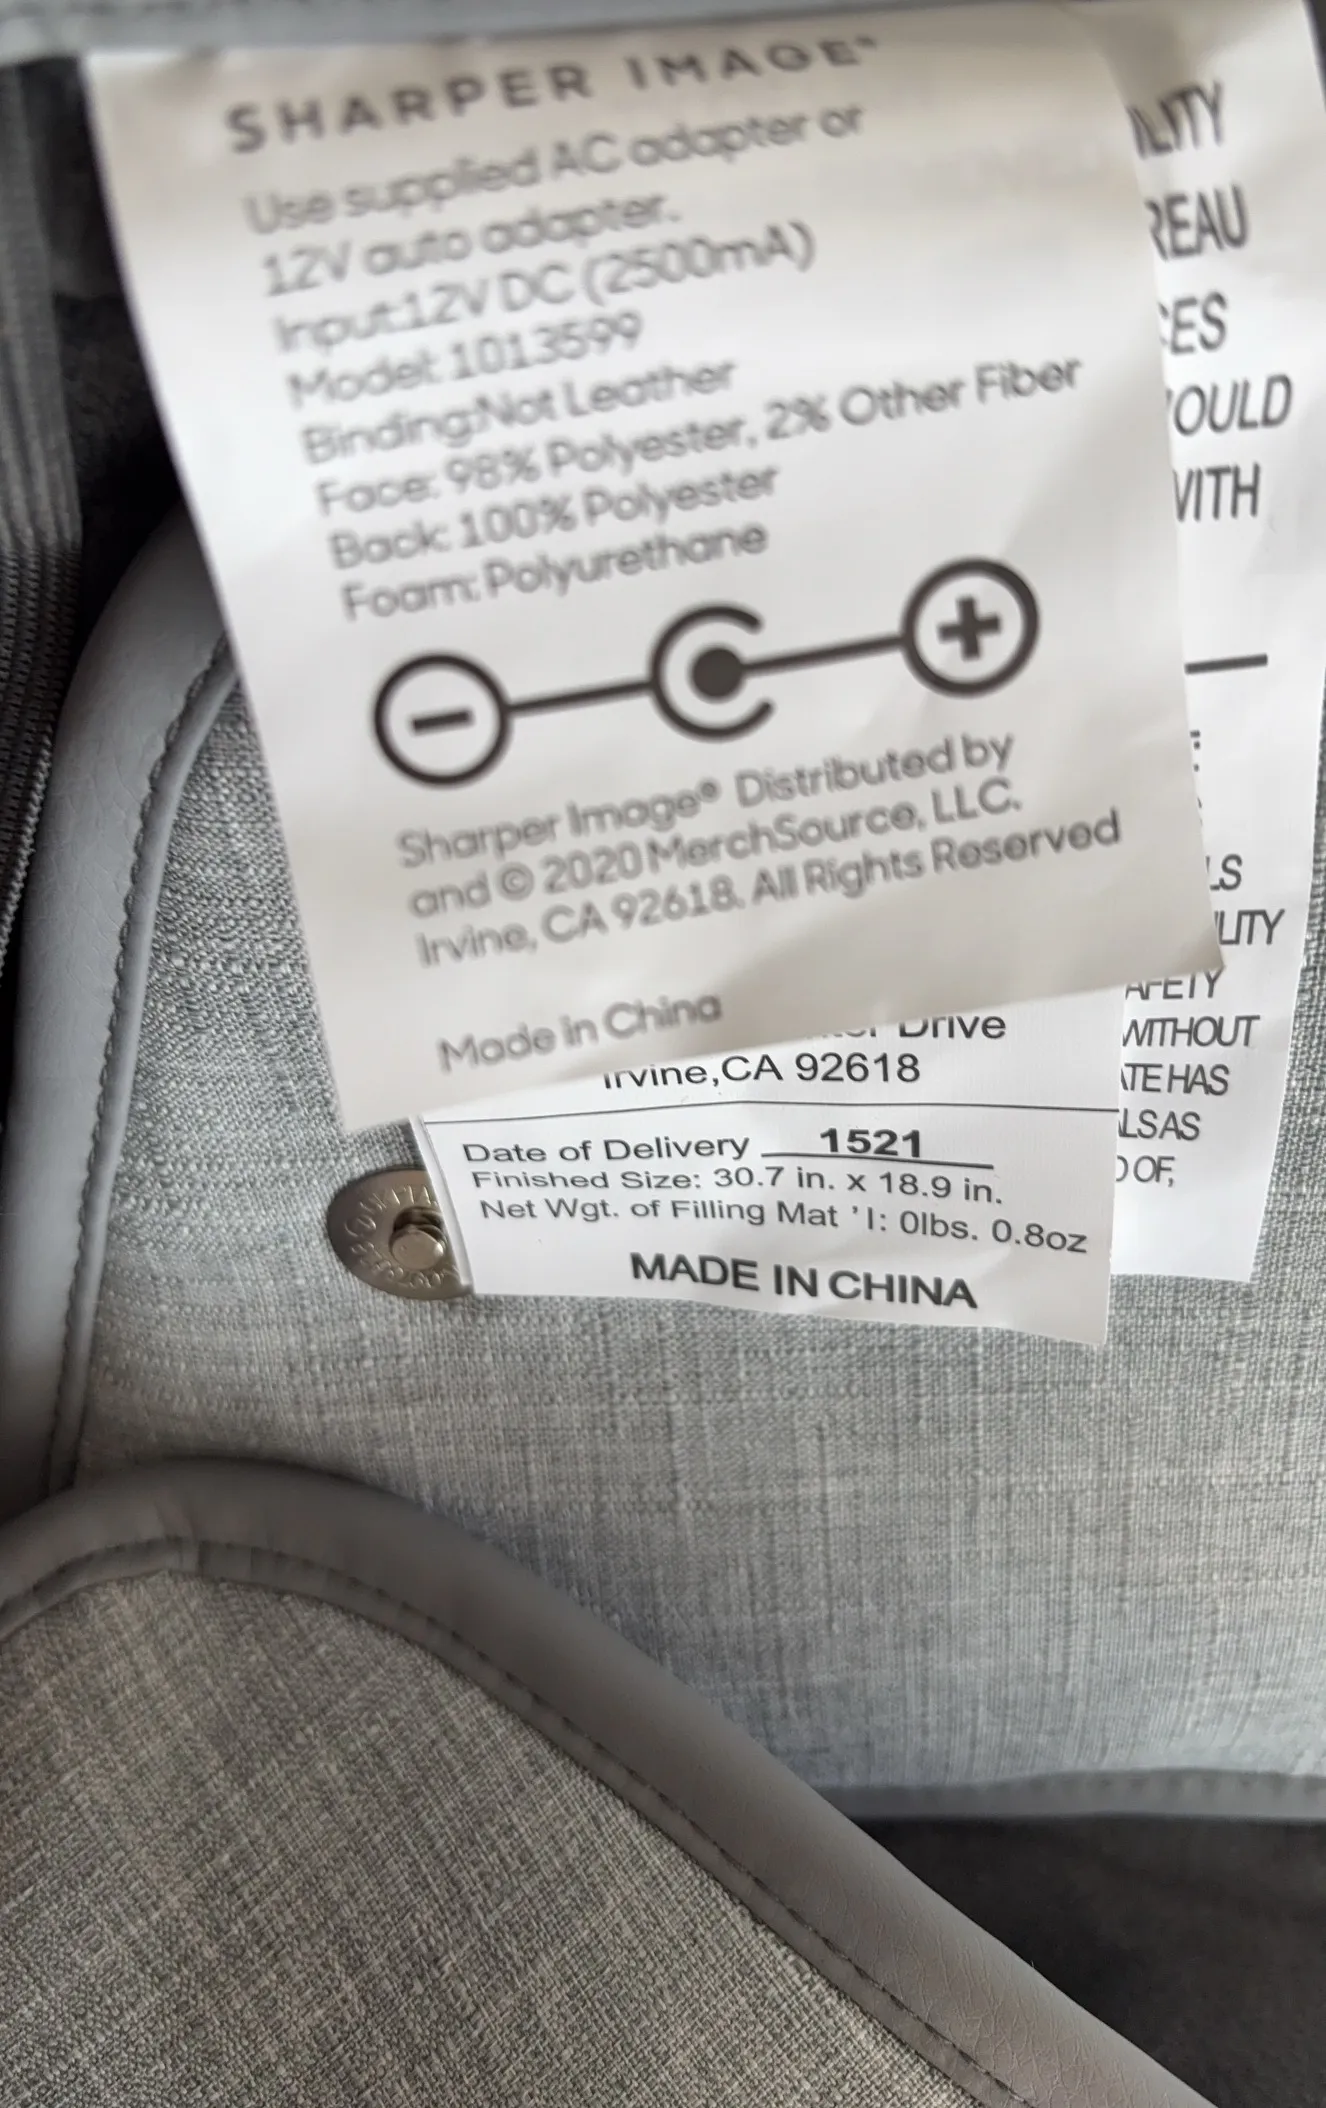 SHARPER IMAGE™
Use supplied AC adapter or
12V auto adapter.
Input:12V DC (2500mA)
Model: 1013599
Binding:Not Leather
Face: 98% Polyester, 2% Other Fiber
Back: 100% Polyester
Foam: Polyurethane
Sharper Image® Distributed by
and © 2020 MerchSource, LLC.
Irvine, CA 92618. All Rights Reserved
Made in China
Drive
Irvine,CA 92618
Date of Delivery 1521
Finished Size: 30.7 in. x 18.9 in.
Net Wgt. of Filling Mat 'l: 0lbs. 0.8oz
MADE IN CHINA
ILITY
REAU
CES
OULD
WITH
LS
LITY
AFETY
WITHOUT
ATE HAS
LS AS
D OF,